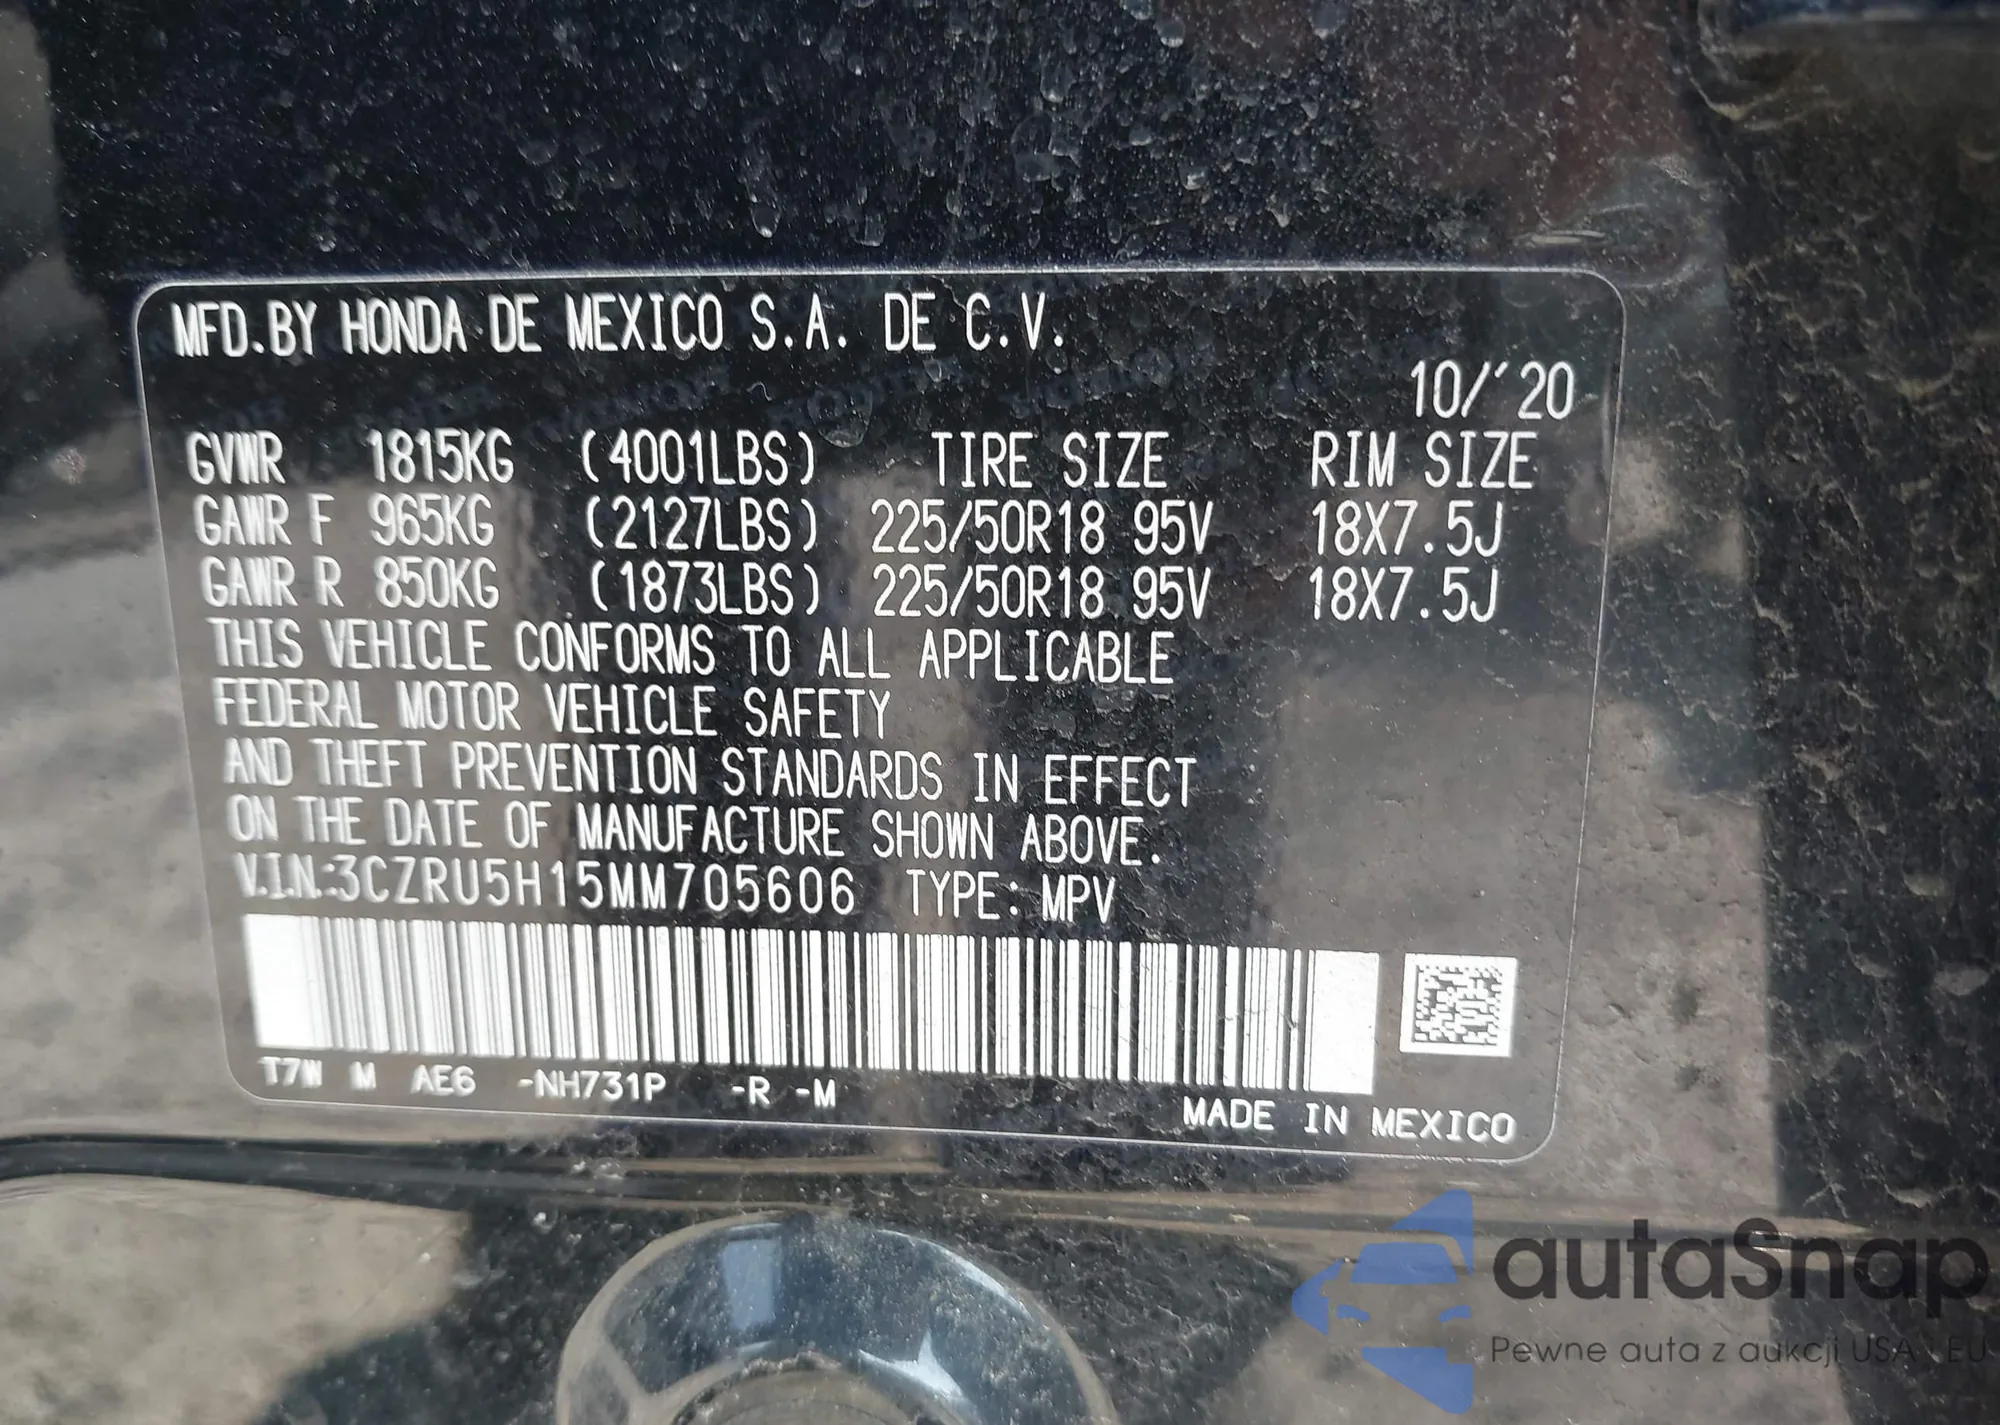 MFD.BY HONDA DE MEXICO S.A. DE C.V.
10/'20
GVWR 1815KG (4001LBS) TIRE SIZE RIM SIZE
GAWR F 965KG (2127LBS) 225/50R18 95V 18X7.5J
GAWR R 850KG (1873LBS) 225/50R18 95V 18X7.5J
THIS VEHICLE CONFORMS TO ALL APPLICABLE
FEDERAL MOTOR VEHICLE SAFETY
AND THEFT PREVENTION STANDARDS IN EFFECT
ON THE DATE OF MANUFACTURE SHOWN ABOVE.
V.I.N.:3CZRU5H15MM705606 TYPE: MPV
T7W M AE6 -NH731P -R -M
MADE IN MEXICO
autaSnap
Pewne auta z aukcji USA i EU